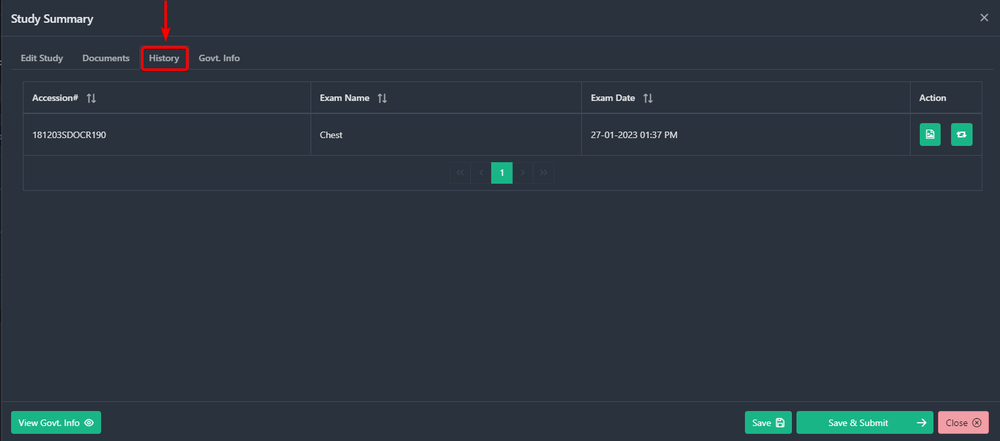 Study Summary
Edit Study Documents History Govt. Info
Accession# Exam Name Exam Date Action
181203SDOCR190 Chest 27-01-2023 01:37 PM
1
View Govt. Info Save Save & Submit Close